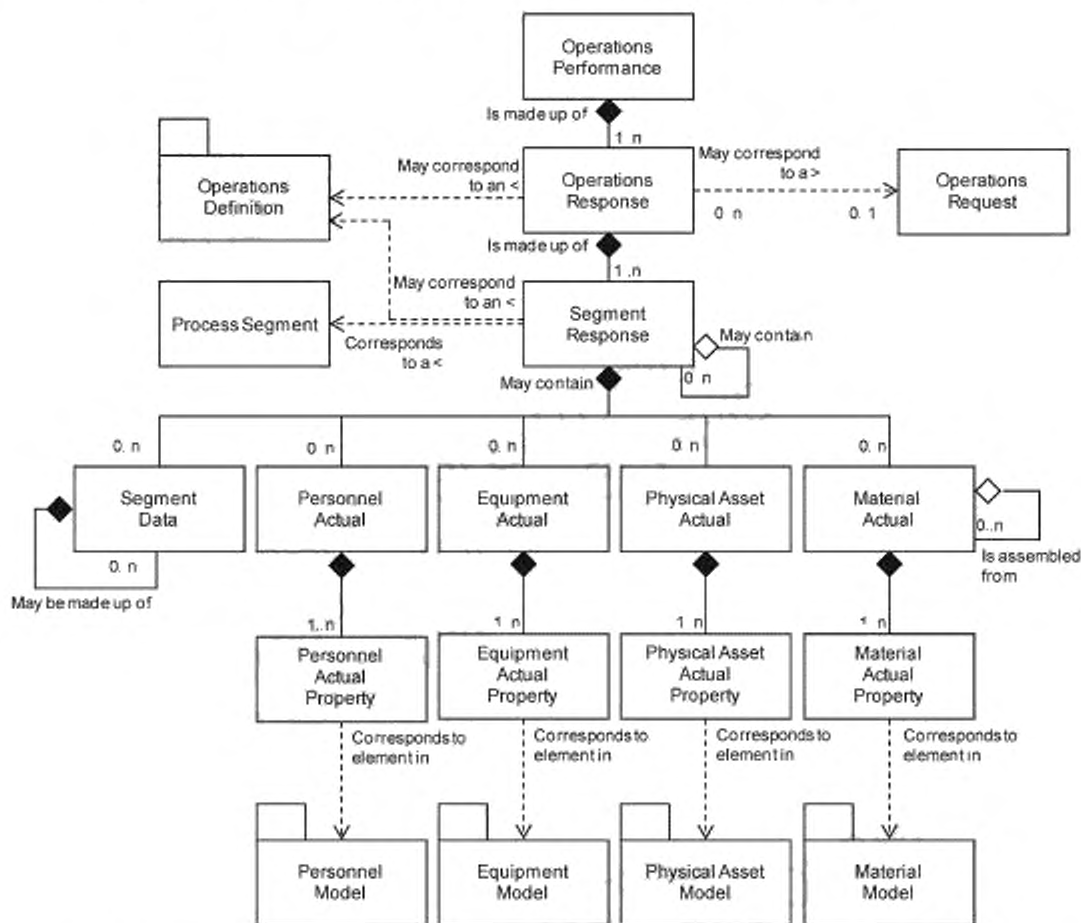 Operations
Performance
Is made up of
1 n
May correspond
to an <
May correspond
to a >
Operations
Definition
Operations
Response
Operations
Request
0 n
0. 1
Is made up of
1..n
May correspond
to an <
Process Segment
Segment
Response
May contain
Corresponds
to a <
0 n
May contain
0. n
0 n
0. n
0. n
0. n
Segment
Data
Personnel
Actual
Equipment
Actual
Physical Asset
Actual
Material
Actual
0..n
0. n
Is assembled
from
May be made up of
1..n
1 n
1 n
1 n
Personnel
Actual
Property
Equipment
Actual
Property
Physical Asset
Actual
Property
Material
Actual
Property
Corresponds to
element in
Corresponds to
element in
Corresponds to
element in
Corresponds to
element in
Personnel
Model
Equipment
Model
Physical Asset
Model
Material
Model